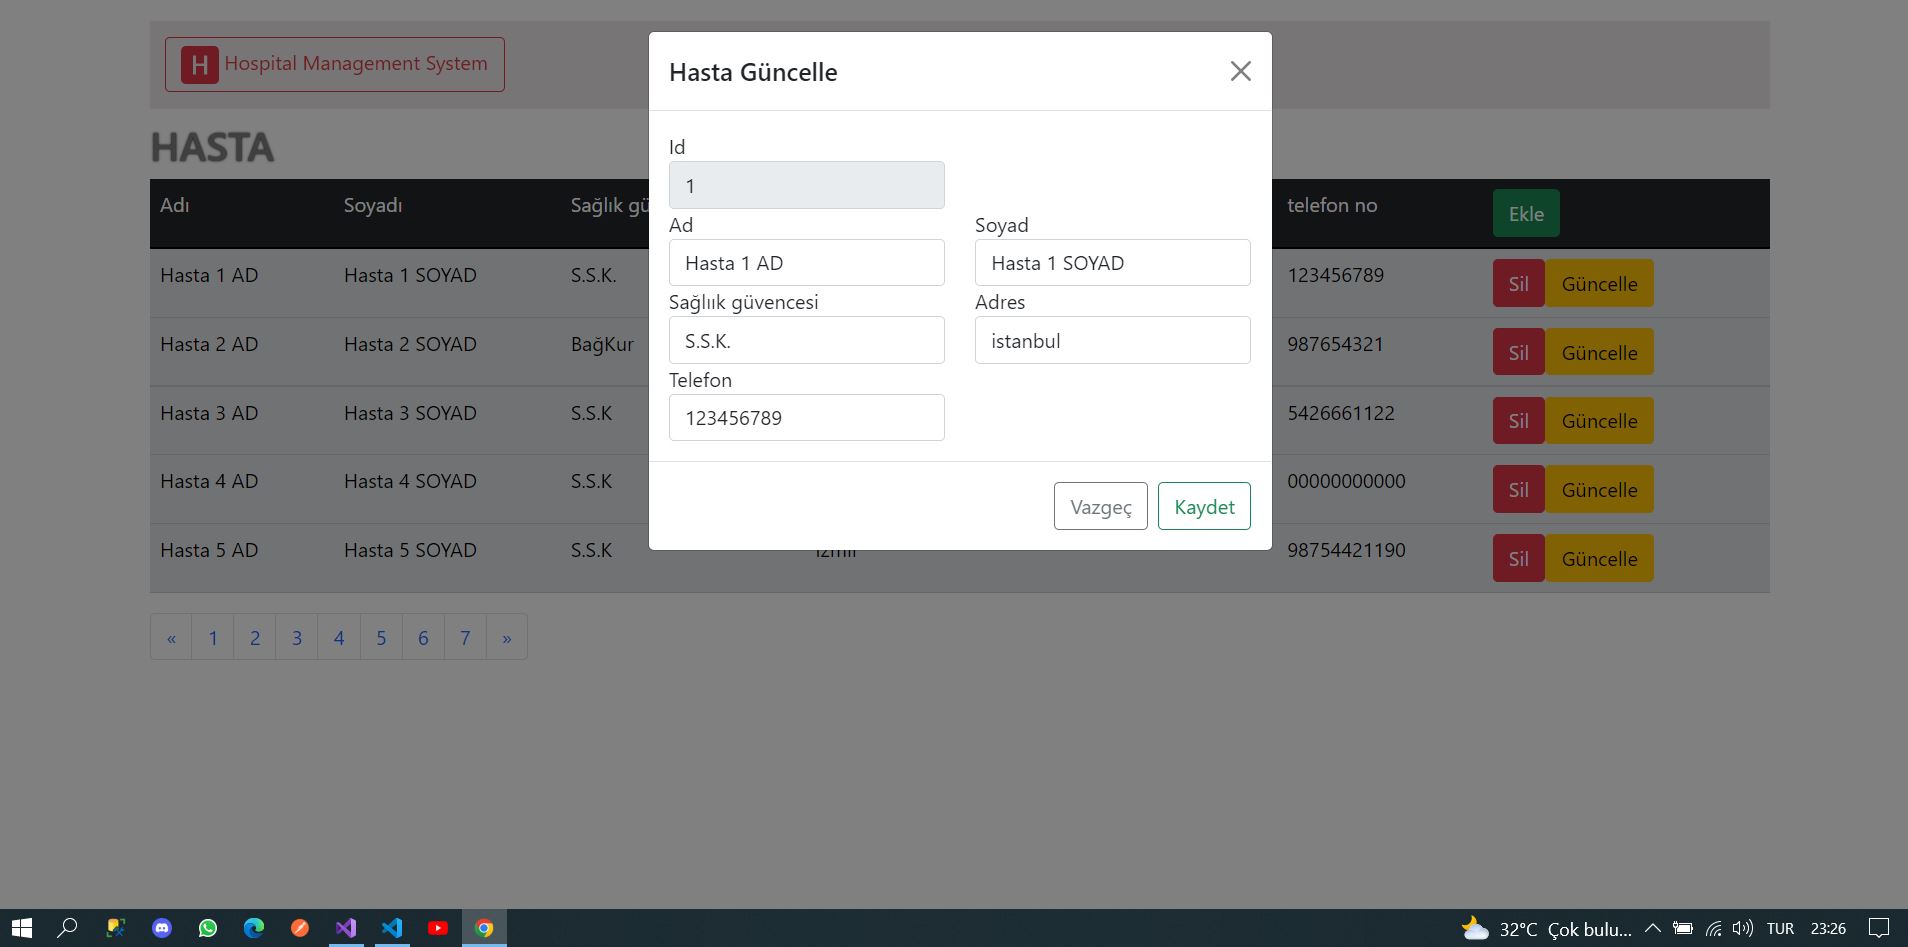 H Hospital Management System
HASTA
Adı Soyadı Sağlık gü telefon no Ekle
Hasta 1 AD Hasta 1 SOYAD S.S.K. 123456789 Sil Güncelle
Hasta 2 AD Hasta 2 SOYAD BağKur 987654321 Sil Güncelle
Hasta 3 AD Hasta 3 SOYAD S.S.K 5426661122 Sil Güncelle
Hasta 4 AD Hasta 4 SOYAD S.S.K 00000000000 Sil Güncelle
Hasta 5 AD Hasta 5 SOYAD S.S.K 98754421190 Sil Güncelle
« 1 2 3 4 5 6 7 »
Hasta Güncelle
Id
1
Ad Soyad
Hasta 1 AD Hasta 1 SOYAD
Sağlıık güvencesi Adres
S.S.K. istanbul
Telefon
123456789
Vazgeç Kaydet
32°C Çok bulu... TUR 23:26